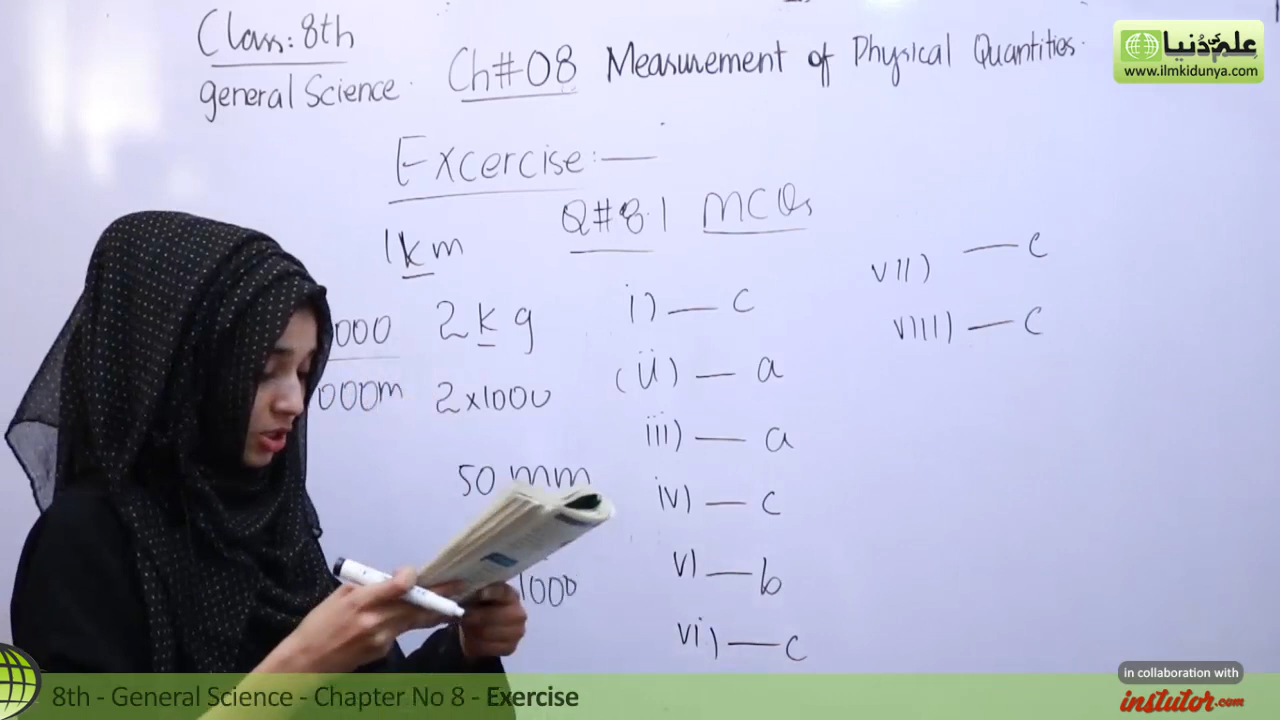 Class: 8th
general Science.
Ch#08 Measurement of Physical Quantities.
Excercise:—
Q#8.1 MCQs
1km
000
000m
2kg
2x1000
50 mm
1000
i) — c
(ii) — a
iii) — a
iv) — c
v) — b
vi) — c
vii) — c
viii) — c
علم کی دُنیا
www.ilmkidunya.com
8th - General Science - Chapter No 8 - Exercise
in collaboration with
instutor.com